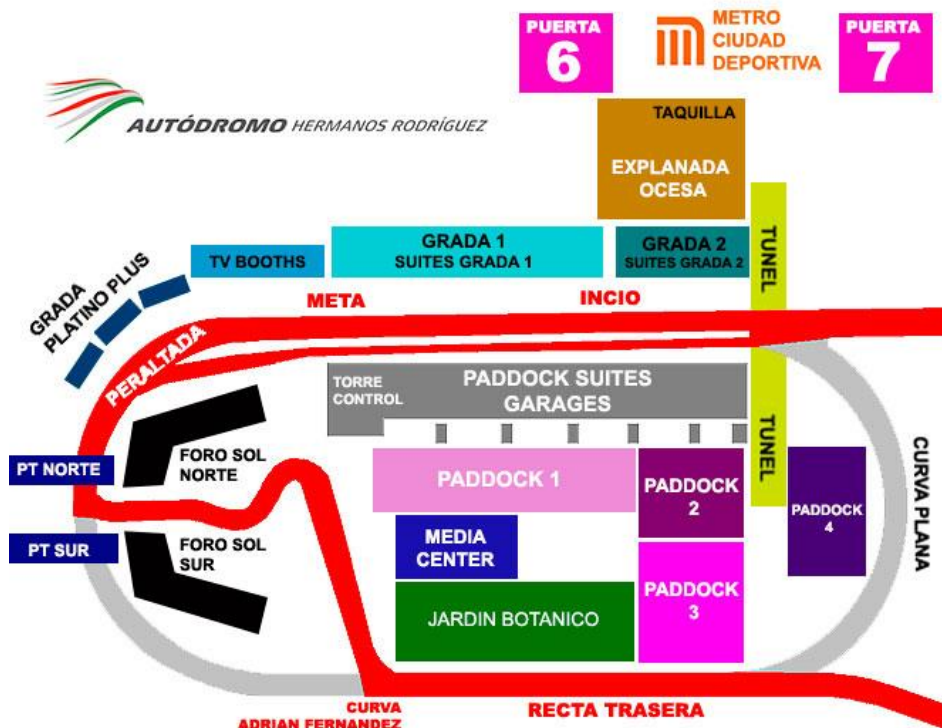 PUERTA
6
METRO
CIUDAD
DEPORTIVA
PUERTA
7
AUTÓDROMO HERMANOS RODRÍGUEZ
TAQUILLA
EXPLANADA
OCESA
TUNEL
GRADA 1
SUITES GRADA 1
GRADA 2
SUITES GRADA 2
TV BOOTHS
GRADA
PLATINO PLUS
META
INCIO
PERALTADA
TORRE
CONTROL
PADDOCK SUITES
GARAGES
TUNEL
CURVA PLANA
FORO SOL
NORTE
PT NORTE
PADDOCK 1
PADDOCK
2
PADDOCK
4
PT SUR
FORO SOL
SUR
MEDIA
CENTER
PADDOCK
3
JARDIN BOTANICO
CURVA
ADRIAN FERNANDEZ
RECTA TRASERA